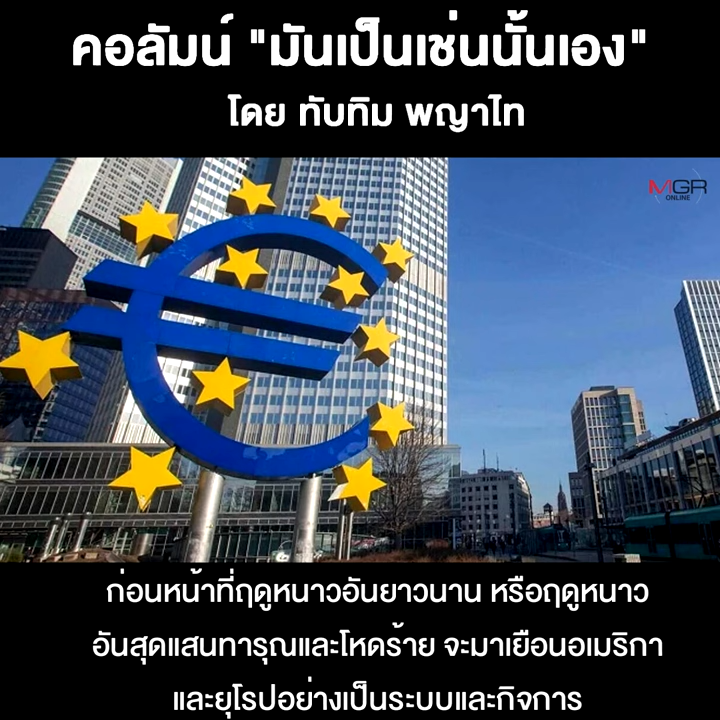 คอลัมน์ "มันเป็นเช่นนั้นเอง"
โดย ทับทิม พญาไท
MGR
ONLINE
ก่อนหน้าที่ฤดูหนาวอันยาวนาน หรือฤดูหนาว
อันสุดแสนทารุณและโหดร้าย จะมาเยือนอเมริกา
และยุโรปอย่างเป็นระบบและกิจการ